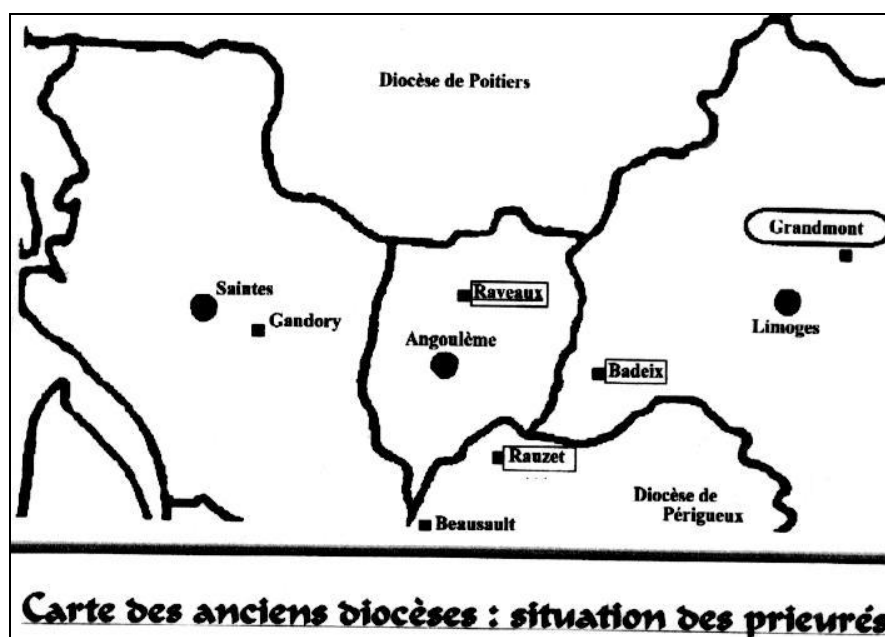 Diocèse de Poitiers
Grandmont
Saintes
Raveaux
Gandory
Limoges
Angoulème
Badeix
Rauzet
Diocèse de
Périgueux
Beausault
Carte des anciens diocèses : situation des prieurés